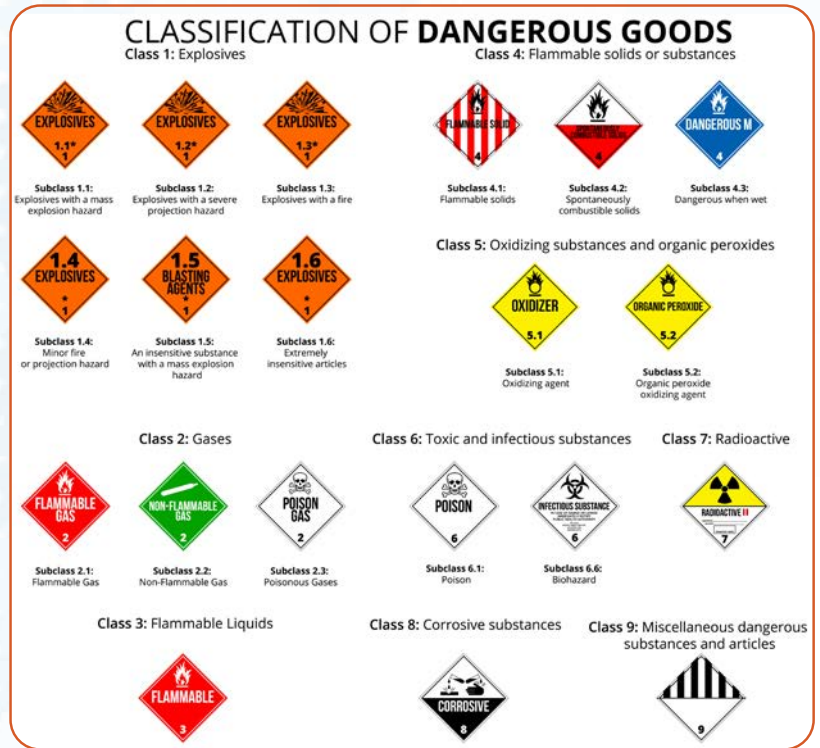 CLASSIFICATION OF DANGEROUS GOODS
Class 1: Explosives
EXPLOSIVES
1.1*
1
EXPLOSIVES
1.2*
1
EXPLOSIVES
1.3*
1
Subclass 1.1:
Explosives with a mass
explosion hazard
Subclass 1.2:
Explosives with a severe
projection hazard
Subclass 1.3:
Explosives with a fire
1.4
EXPLOSIVES
*
1
1.5
BLASTING
AGENTS
*
1
1.6
EXPLOSIVES
*
1
Subclass 1.4:
Minor fire
or projection hazard
Subclass 1.5:
An insensitive substance
with a mass explosion
hazard
Subclass 1.6:
Extremely
insensitive articles
Class 4: Flammable solids or substances
FLAMMABLE SOLID
4
SPONTANEOUSLY
COMBUSTIBLE SOLIDS
4
DANGEROUS M
4
Subclass 4.1:
Flammable solids
Subclass 4.2:
Spontaneously
combustible solids
Subclass 4.3:
Dangerous when wet
Class 5: Oxidizing substances and organic peroxides
OXIDIZER
5.1
ORGANIC PEROXIDE
5.2
Subclass 5.1:
Oxidizing agent
Subclass 5.2:
Organic peroxide
oxidizing agent
Class 2: Gases
FLAMMABLE
GAS
2
NON-FLAMMABLE
GAS
2
POISON
GAS
2
Subclass 2.1:
Flammable Gas
Subclass 2.2:
Non-Flammable Gas
Subclass 2.3:
Poisonous Gases
Class 6: Toxic and infectious substances
POISON
6
INFECTIOUS SUBSTANCE
6
Subclass 6.1:
Poison
Subclass 6.6:
Biohazard
Class 7: Radioactive
RADIOACTIVE II
7
Class 3: Flammable Liquids
FLAMMABLE
3
Class 8: Corrosive substances
CORROSIVE
8
Class 9: Miscellaneous dangerous
substances and articles
9